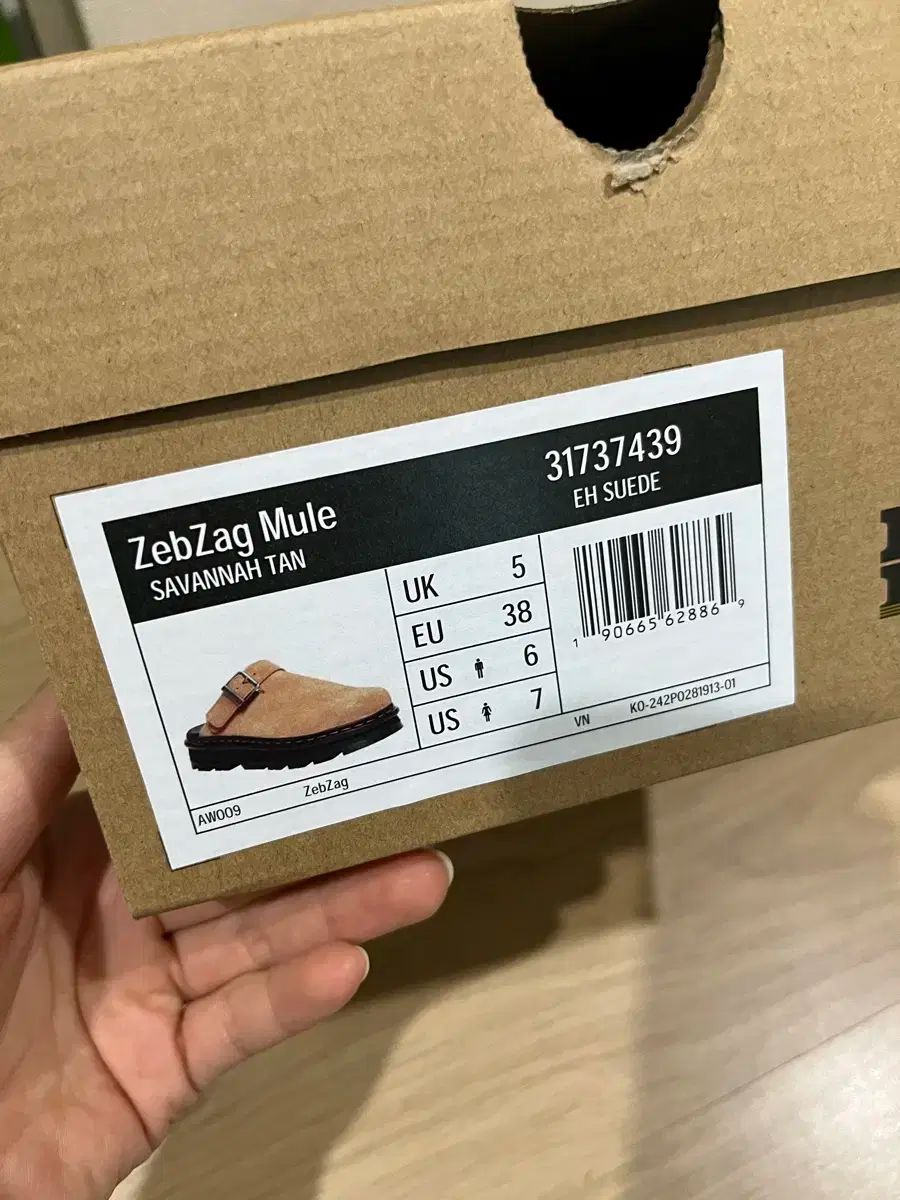 ZebZag Mule
SAVANNAH TAN
31737439
EH SUEDE
UK 5
EU 38
US 6
US 7
1 90665 62886 9
VN
K0-242P0281913-01
AW009
ZebZag